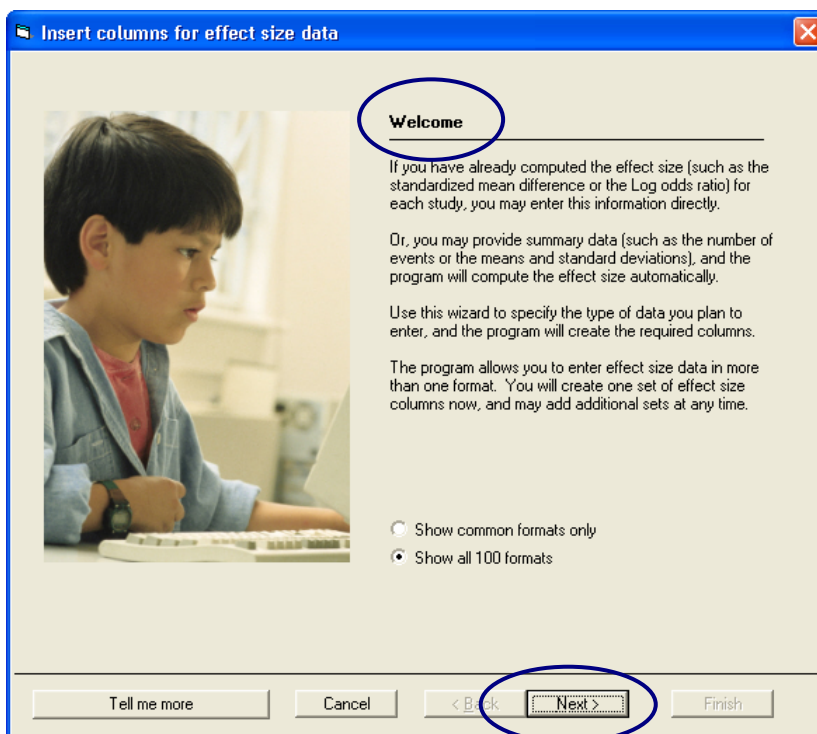 Insert columns for effect size data
Welcome
If you have already computed the effect size (such as the
standardized mean difference or the Log odds ratio) for
each study, you may enter this information directly.
Or, you may provide summary data (such as the number of
events or the means and standard deviations), and the
program will compute the effect size automatically.
Use this wizard to specify the type of data you plan to
enter, and the program will create the required columns.
The program allows you to enter effect size data in more
than one format. You will create one set of effect size
columns now, and may add additional sets at any time.
Show common formats only
Show all 100 formats
Tell me more Cancel < Back Next > Finish